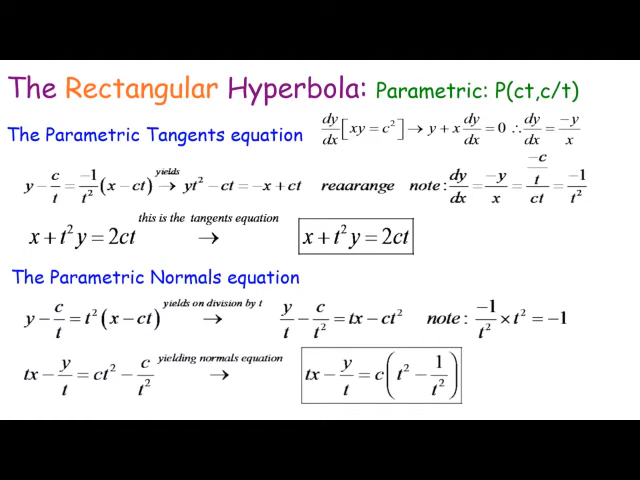 The Rectangular Hyperbola: Parametric: P(ct,c/t)
The Parametric Tangents equation dy/dx[xy = c²] → y + x dy/dx = 0 ∴ dy/dx = −y/x
y − c/t = −1/t² (x − ct) yields → yt² − ct = −x + ct reaarange note: dy/dx = −y/x = (−c/t)/ct = −1/t²
this is the tangents equation
x + t²y = 2ct → x + t²y = 2ct
The Parametric Normals equation
y − c/t = t²(x − ct) yields on division by t → y/t − c/t² = tx − ct² note: −1/t² × t² = −1
tx − y/t = ct² − c/t² yielding normals equation → tx − y/t = c(t² − 1/t²)